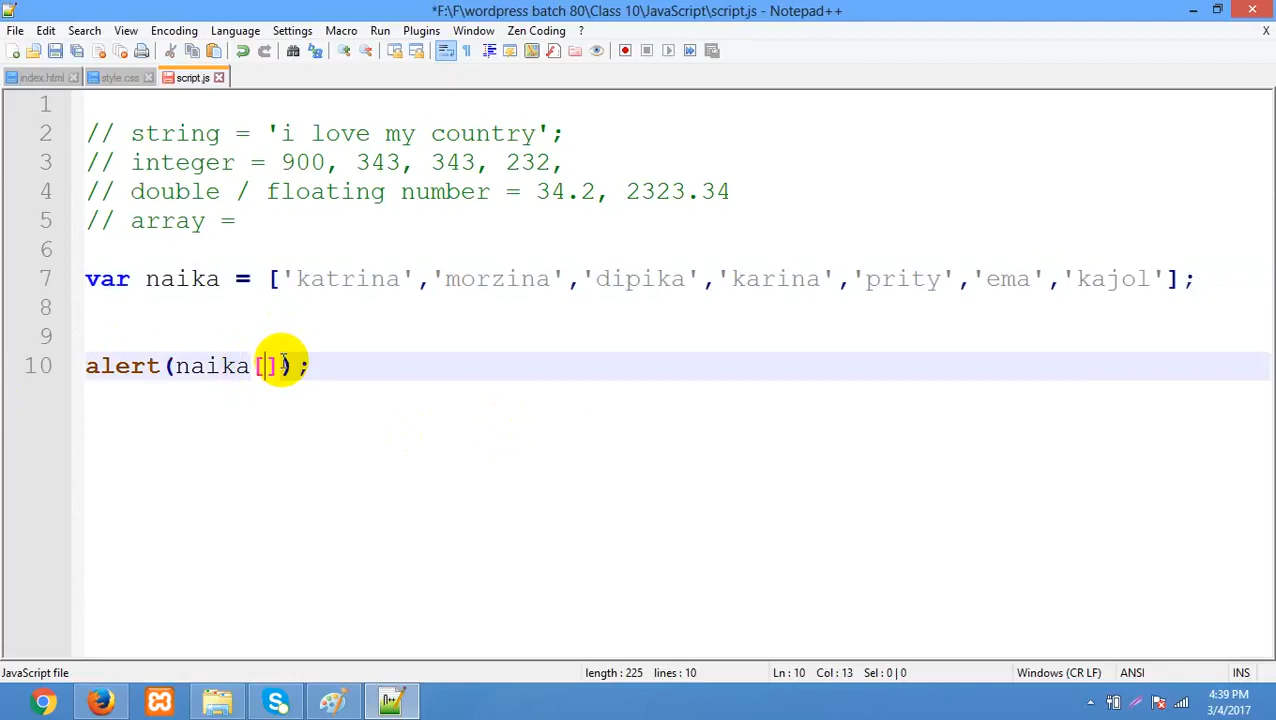 *F:\F\wordpress batch 80\Class 10\JavaScript\script.js - Notepad++
File Edit Search View Encoding Language Settings Macro Run Plugins Window Zen Coding ? X
index.html style.css script.js
1
2 // string = 'i love my country';
3 // integer = 900, 343, 343, 232,
4 // double / floating number = 34.2, 2323.34
5 // array =
6
7 var naika = ['katrina','morzina','dipika','karina','prity','ema','kajol'];
8
9
10 alert(naika[]);
JavaScript file length : 225 lines : 10 Ln : 10 Col : 13 Sel : 0 | 0 Windows (CR LF) ANSI INS
4:39 PM
3/4/2017